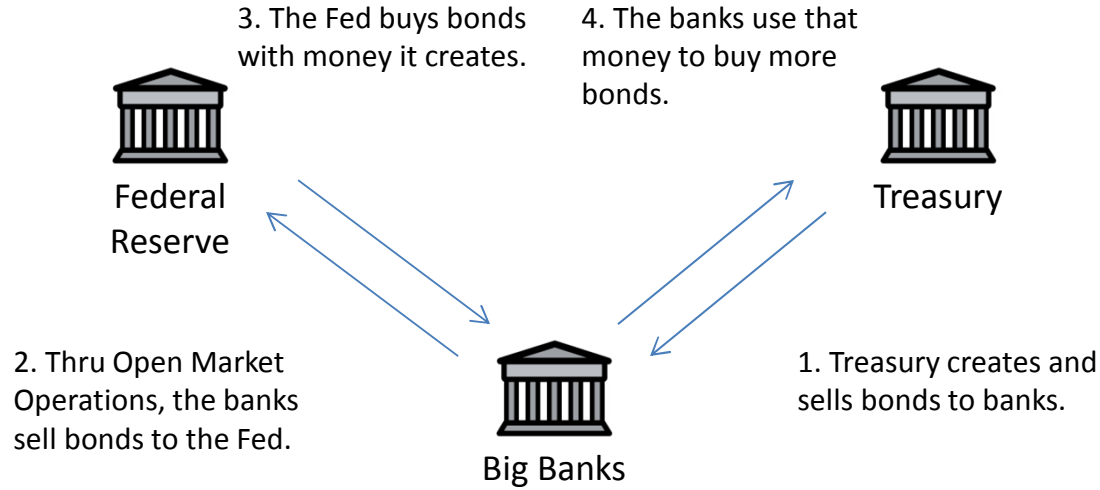 3. The Fed buys bonds
with money it creates.
4. The banks use that
money to buy more
bonds.
Federal
Reserve
Treasury
2. Thru Open Market
Operations, the banks
sell bonds to the Fed.
1. Treasury creates and
sells bonds to banks.
Big Banks